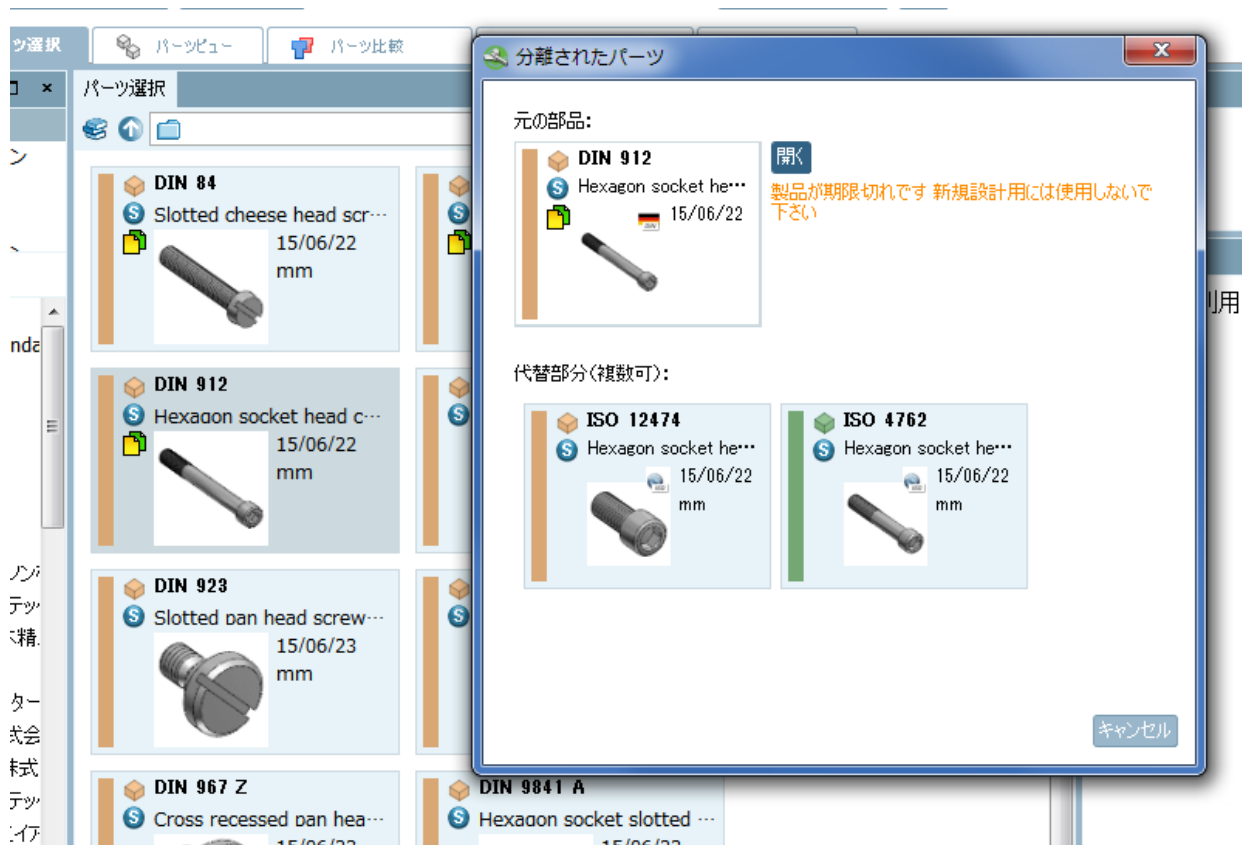 ツ選択
パーツビュー
パーツ比較
パーツ選択
DIN 84
Slotted cheese head scr…
15/06/22
mm
DIN 912
Hexagon socket head c…
15/06/22
mm
DIN 923
Slotted pan head screw…
15/06/23
mm
DIN 967 Z
Cross recessed pan hea…
15/06/22
DIN 9841 A
Hexagon socket slotted …
15/06/22
分離されたパーツ
元の部品:
DIN 912
Hexagon socket he…
15/06/22
開く
製品が期限切れです 新規設計用には使用しないで
下さい
代替部分(複数可):
ISO 12474
Hexagon socket he…
15/06/22
mm
ISO 4762
Hexagon socket he…
15/06/22
mm
キャンセル